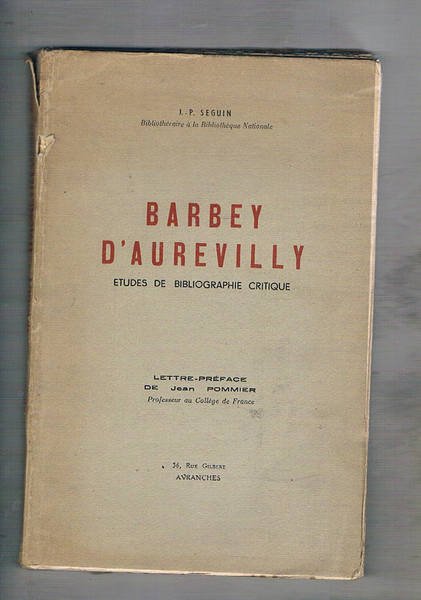 J.-P. SEGUIN
Bibliothécaire à la Bibliothèque Nationale
BARBEY
D'AUREVILLY
ETUDES DE BIBLIOGRAPHIE CRITIQUE
LETTRE-PRÉFACE
DE Jean POMMIER
Professeur au Collège de France
36, Rue Gilbert
AVRANCHES